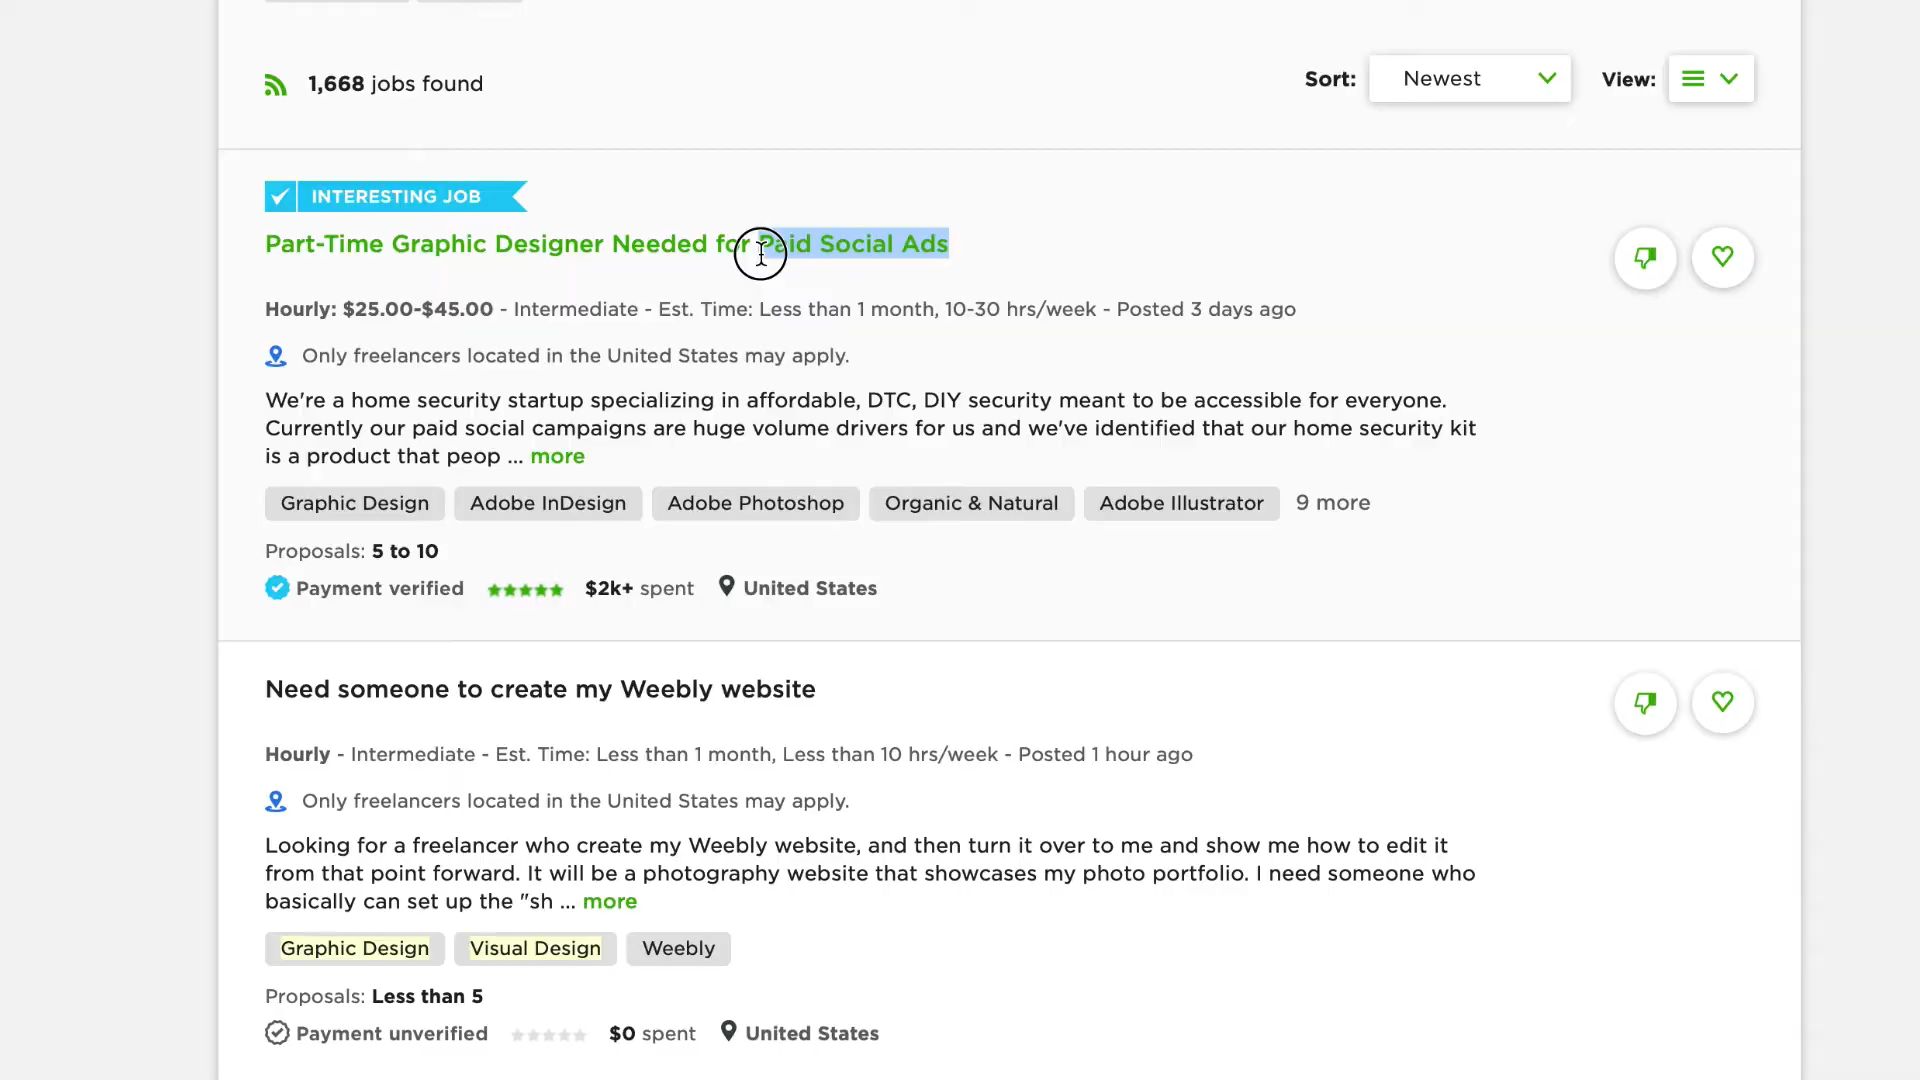 1,668 jobs found
Sort: Newest View:
INTERESTING JOB
Part-Time Graphic Designer Needed for Paid Social Ads
Hourly: $25.00-$45.00 - Intermediate - Est. Time: Less than 1 month, 10-30 hrs/week - Posted 3 days ago
Only freelancers located in the United States may apply.
We're a home security startup specializing in affordable, DTC, DIY security meant to be accessible for everyone.
Currently our paid social campaigns are huge volume drivers for us and we've identified that our home security kit
is a product that peop ... more
Graphic Design Adobe InDesign Adobe Photoshop Organic & Natural Adobe Illustrator 9 more
Proposals: 5 to 10
Payment verified $2k+ spent United States
Need someone to create my Weebly website
Hourly - Intermediate - Est. Time: Less than 1 month, Less than 10 hrs/week - Posted 1 hour ago
Only freelancers located in the United States may apply.
Looking for a freelancer who create my Weebly website, and then turn it over to me and show me how to edit it
from that point forward. It will be a photography website that showcases my photo portfolio. I need someone who
basically can set up the "sh ... more
Graphic Design Visual Design Weebly
Proposals: Less than 5
Payment unverified $0 spent United States